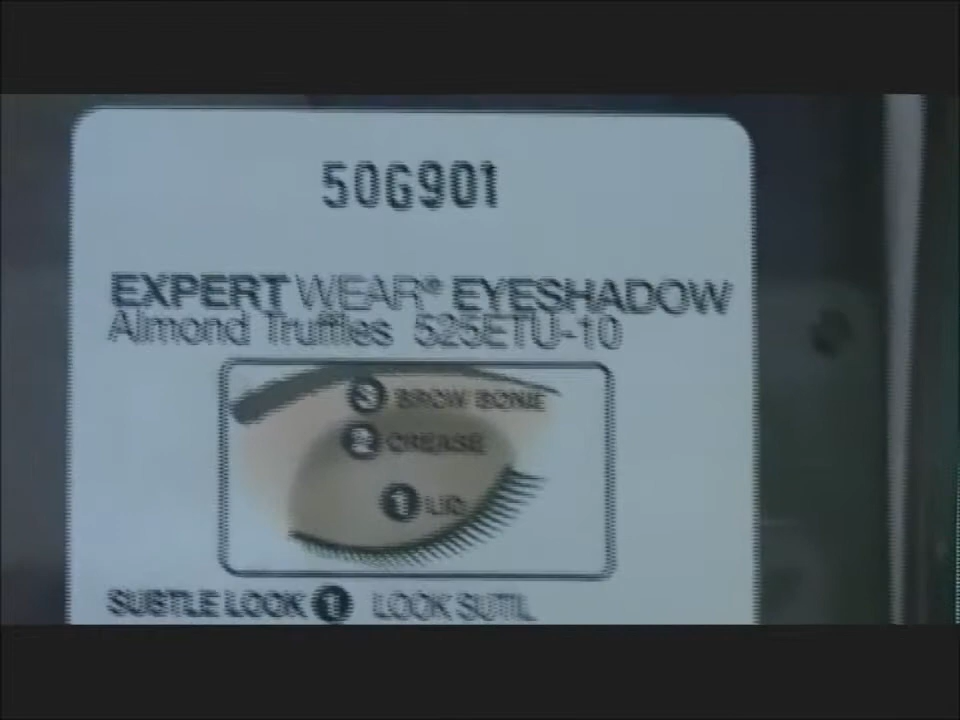 50G901
EXPERT WEAR® EYESHADOW
Almond Truffles 525ETU-10
3 BROW BONE
2 CREASE
1 LID
SUBTLE LOOK 1 LOOK SUTIL